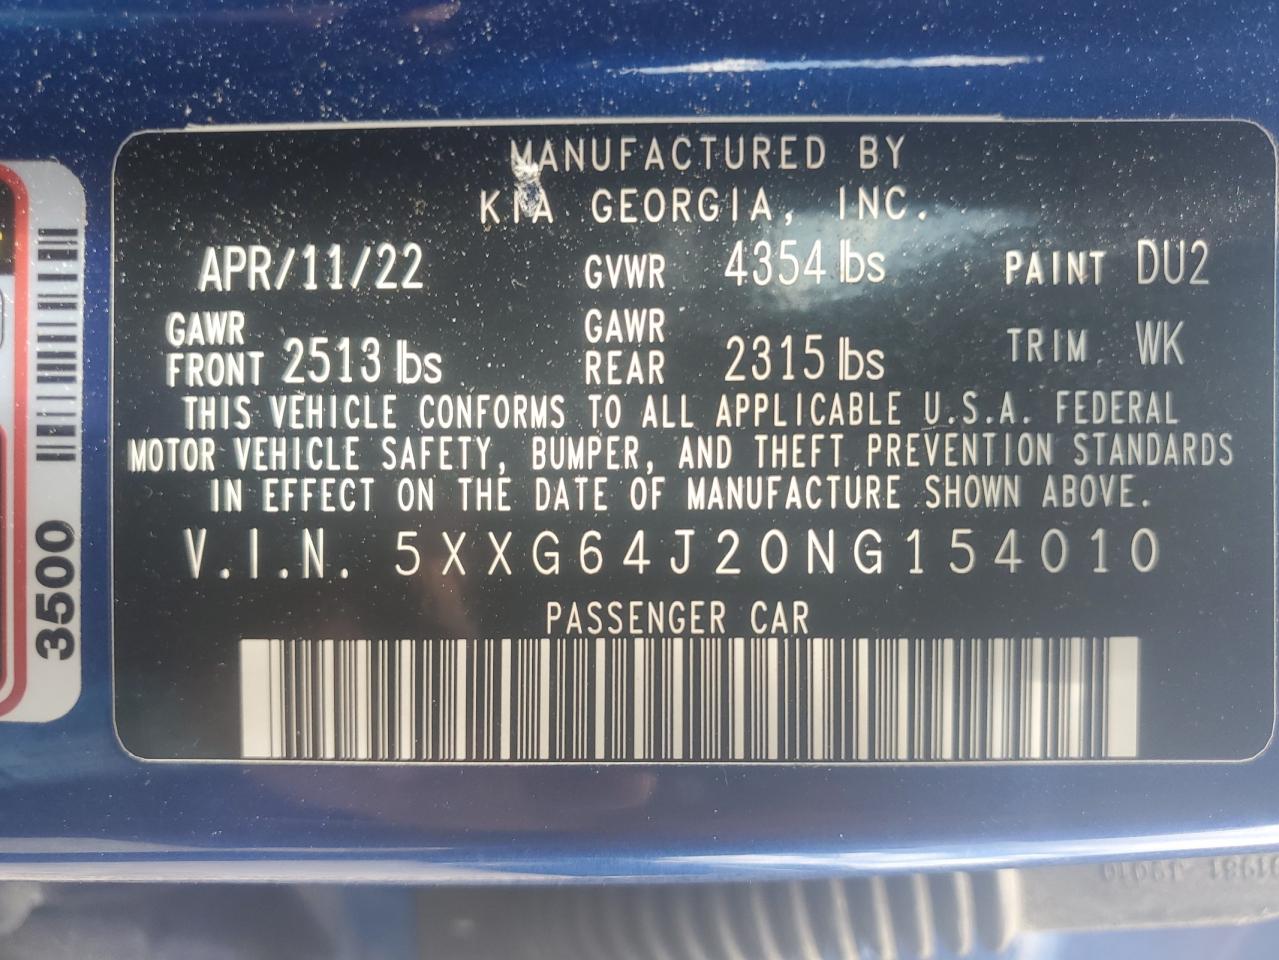 MANUFACTURED BY
KIA GEORGIA, INC.
APR/11/22 GVWR 4354 lbs PAINT DU2
GAWR FRONT 2513 lbs GAWR REAR 2315 lbs TRIM WK
THIS VEHICLE CONFORMS TO ALL APPLICABLE U.S.A. FEDERAL
MOTOR VEHICLE SAFETY, BUMPER, AND THEFT PREVENTION STANDARDS
IN EFFECT ON THE DATE OF MANUFACTURE SHOWN ABOVE.
V.I.N. 5XXG64J20NG154010
PASSENGER CAR
3500